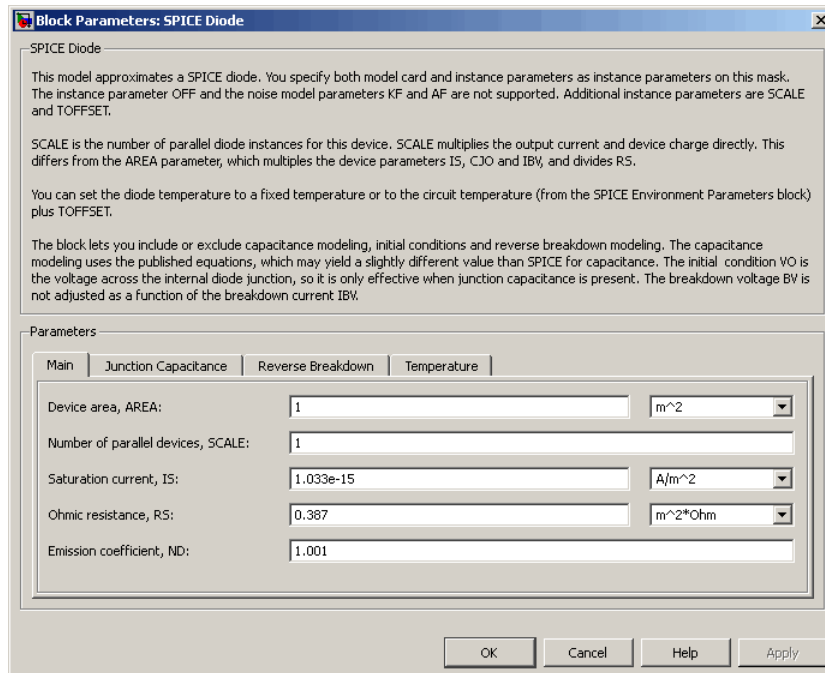 Block Parameters: SPICE Diode
SPICE Diode
This model approximates a SPICE diode. You specify both model card and instance parameters as instance parameters on this mask.
The instance parameter OFF and the noise model parameters KF and AF are not supported. Additional instance parameters are SCALE
and TOFFSET.
SCALE is the number of parallel diode instances for this device. SCALE multiplies the output current and device charge directly. This
differs from the AREA parameter, which multiples the device parameters IS, CJO and IBV, and divides RS.
You can set the diode temperature to a fixed temperature or to the circuit temperature (from the SPICE Environment Parameters block)
plus TOFFSET.
The block lets you include or exclude capacitance modeling, initial conditions and reverse breakdown modeling. The capacitance
modeling uses the published equations, which may yield a slightly different value than SPICE for capacitance. The initial condition VO is
the voltage across the internal diode junction, so it is only effective when junction capacitance is present. The breakdown voltage BV is
not adjusted as a function of the breakdown current IBV.
Parameters
Main Junction Capacitance Reverse Breakdown Temperature
Device area, AREA: 1 m^2
Number of parallel devices, SCALE: 1
Saturation current, IS: 1.033e-15 A/m^2
Ohmic resistance, RS: 0.387 m^2*Ohm
Emission coefficient, ND: 1.001
OK Cancel Help Apply